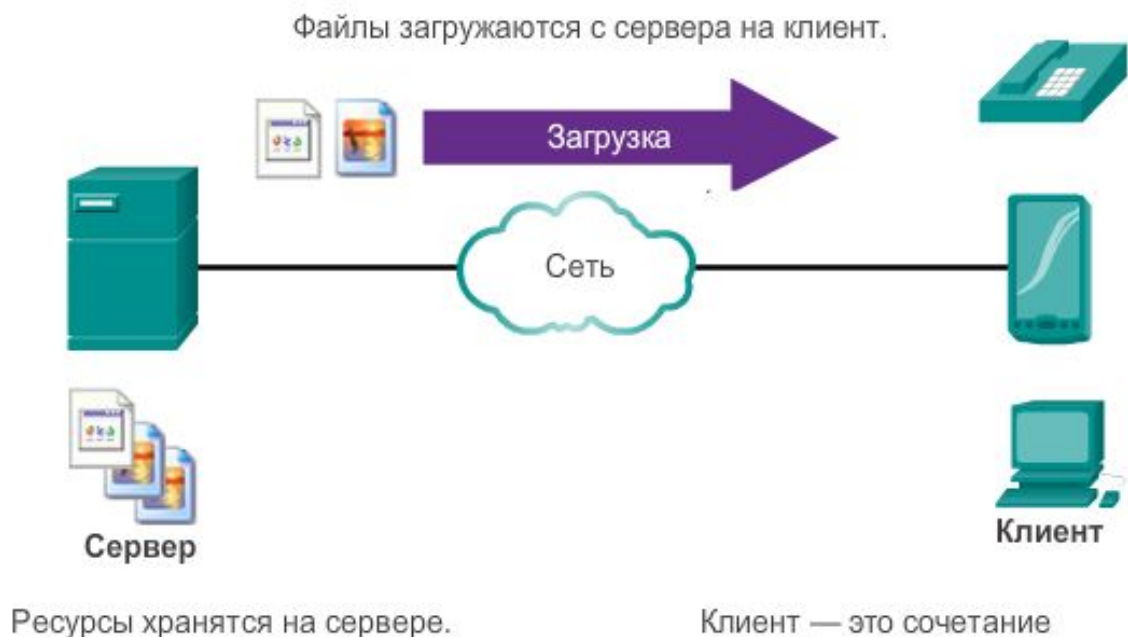 Файлы загружаются с сервера на клиент.
Загрузка
Сеть
Сервер
Клиент
Ресурсы хранятся на сервере.
Клиент — это сочетание